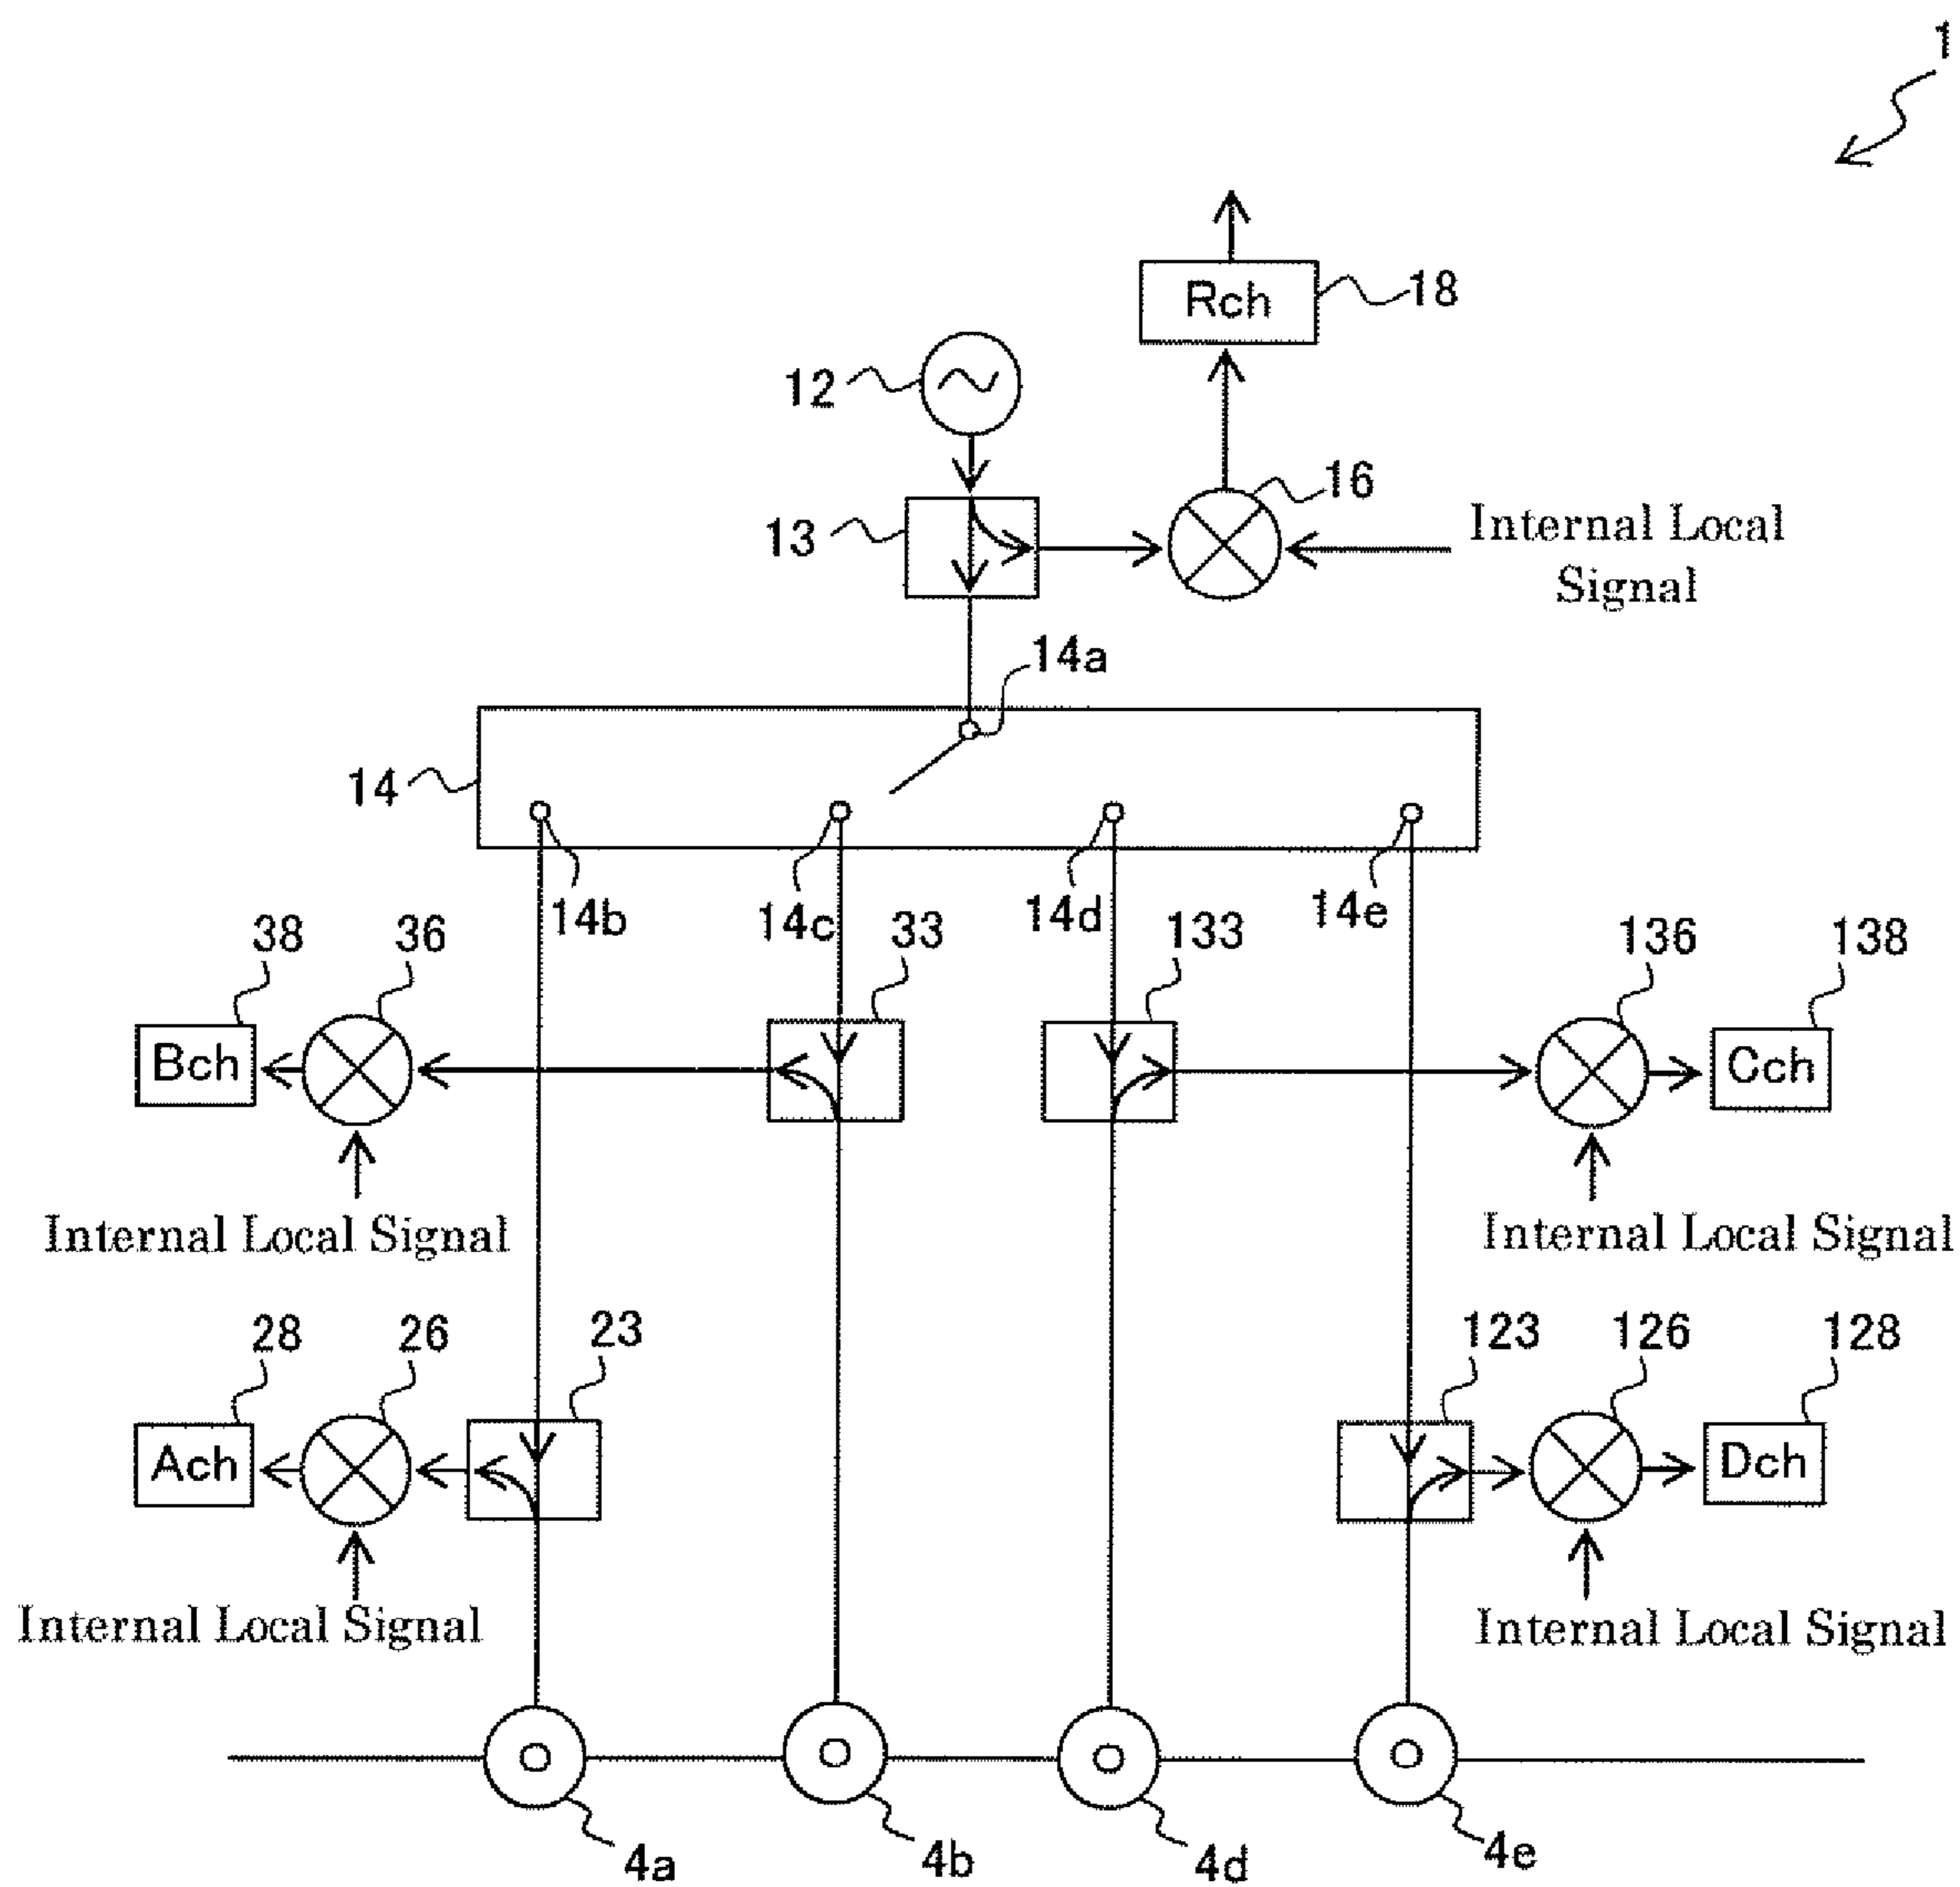 1
Rch
18
12
16
13
Internal Local
Signal
14a
14
14b
14c
14d
14e
38
36
33
133
136
138
Bch
Cch
Internal Local Signal
Internal Local Signal
28
26
23
123
126
128
Ach
Dch
Internal Local Signal
Internal Local Signal
4a
4b
4d
4e